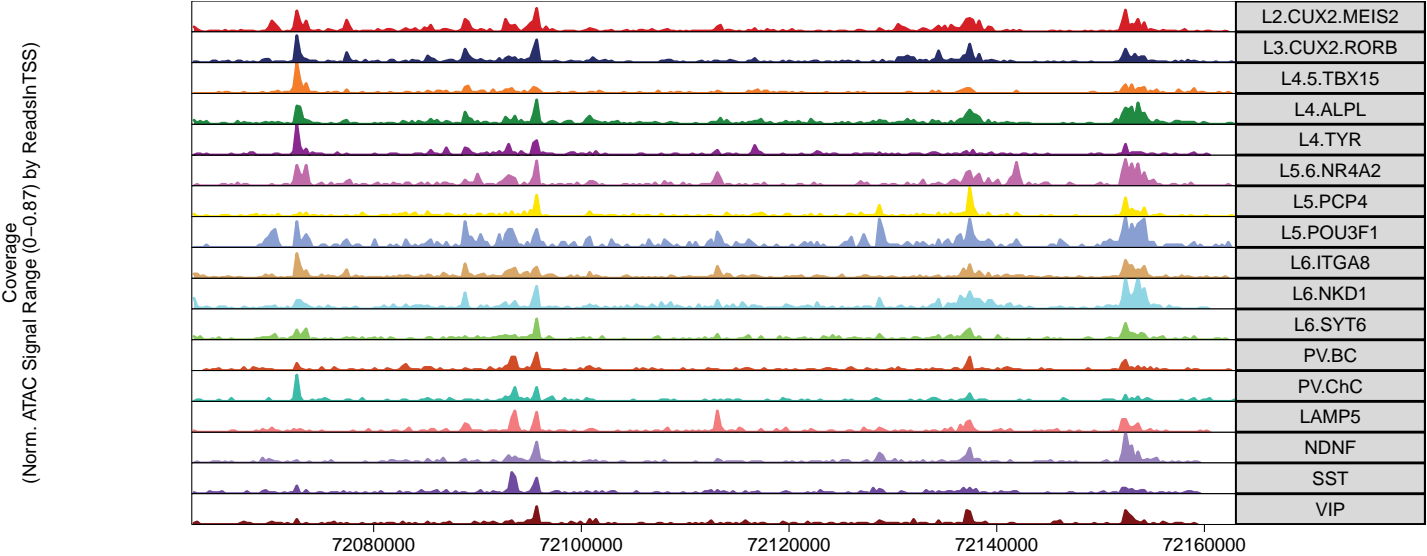 Coverage
(Norm. ATAC Signal Range (0−0.87) by ReadsInTSS)
L2.CUX2.MEIS2
L3.CUX2.RORB
L4.5.TBX15
L4.ALPL
L4.TYR
L5.6.NR4A2
L5.PCP4
L5.POU3F1
L6.ITGA8
L6.NKD1
L6.SYT6
PV.BC
PV.ChC
LAMP5
NDNF
SST
VIP
72080000 72100000 72120000 72140000 72160000